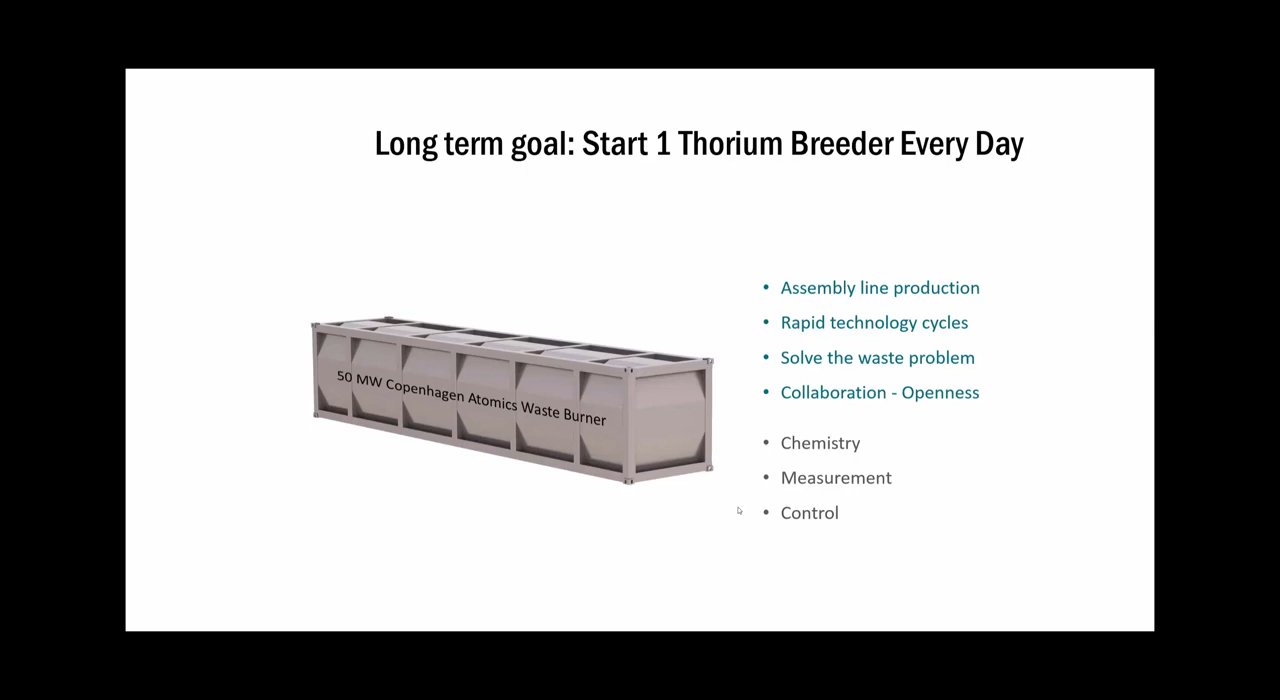 Long term goal: Start 1 Thorium Breeder Every Day
50 MW Copenhagen Atomics Waste Burner
• Assembly line production
• Rapid technology cycles
• Solve the waste problem
• Collaboration - Openness
• Chemistry
• Measurement
• Control